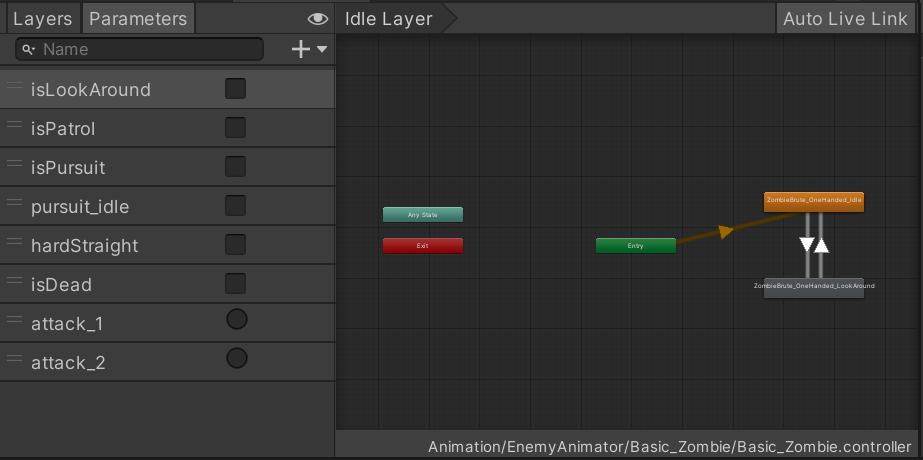 Layers Parameters
Idle Layer
Auto Live Link
Name
isLookAround
isPatrol
isPursuit
pursuit_idle
hardStraight
isDead
attack_1
attack_2
Any State
Exit
Entry
ZombieBrute_OneHanded_Idle
ZombieBrute_OneHanded_LookAround
Animation/EnemyAnimator/Basic_Zombie/Basic_Zombie.controller